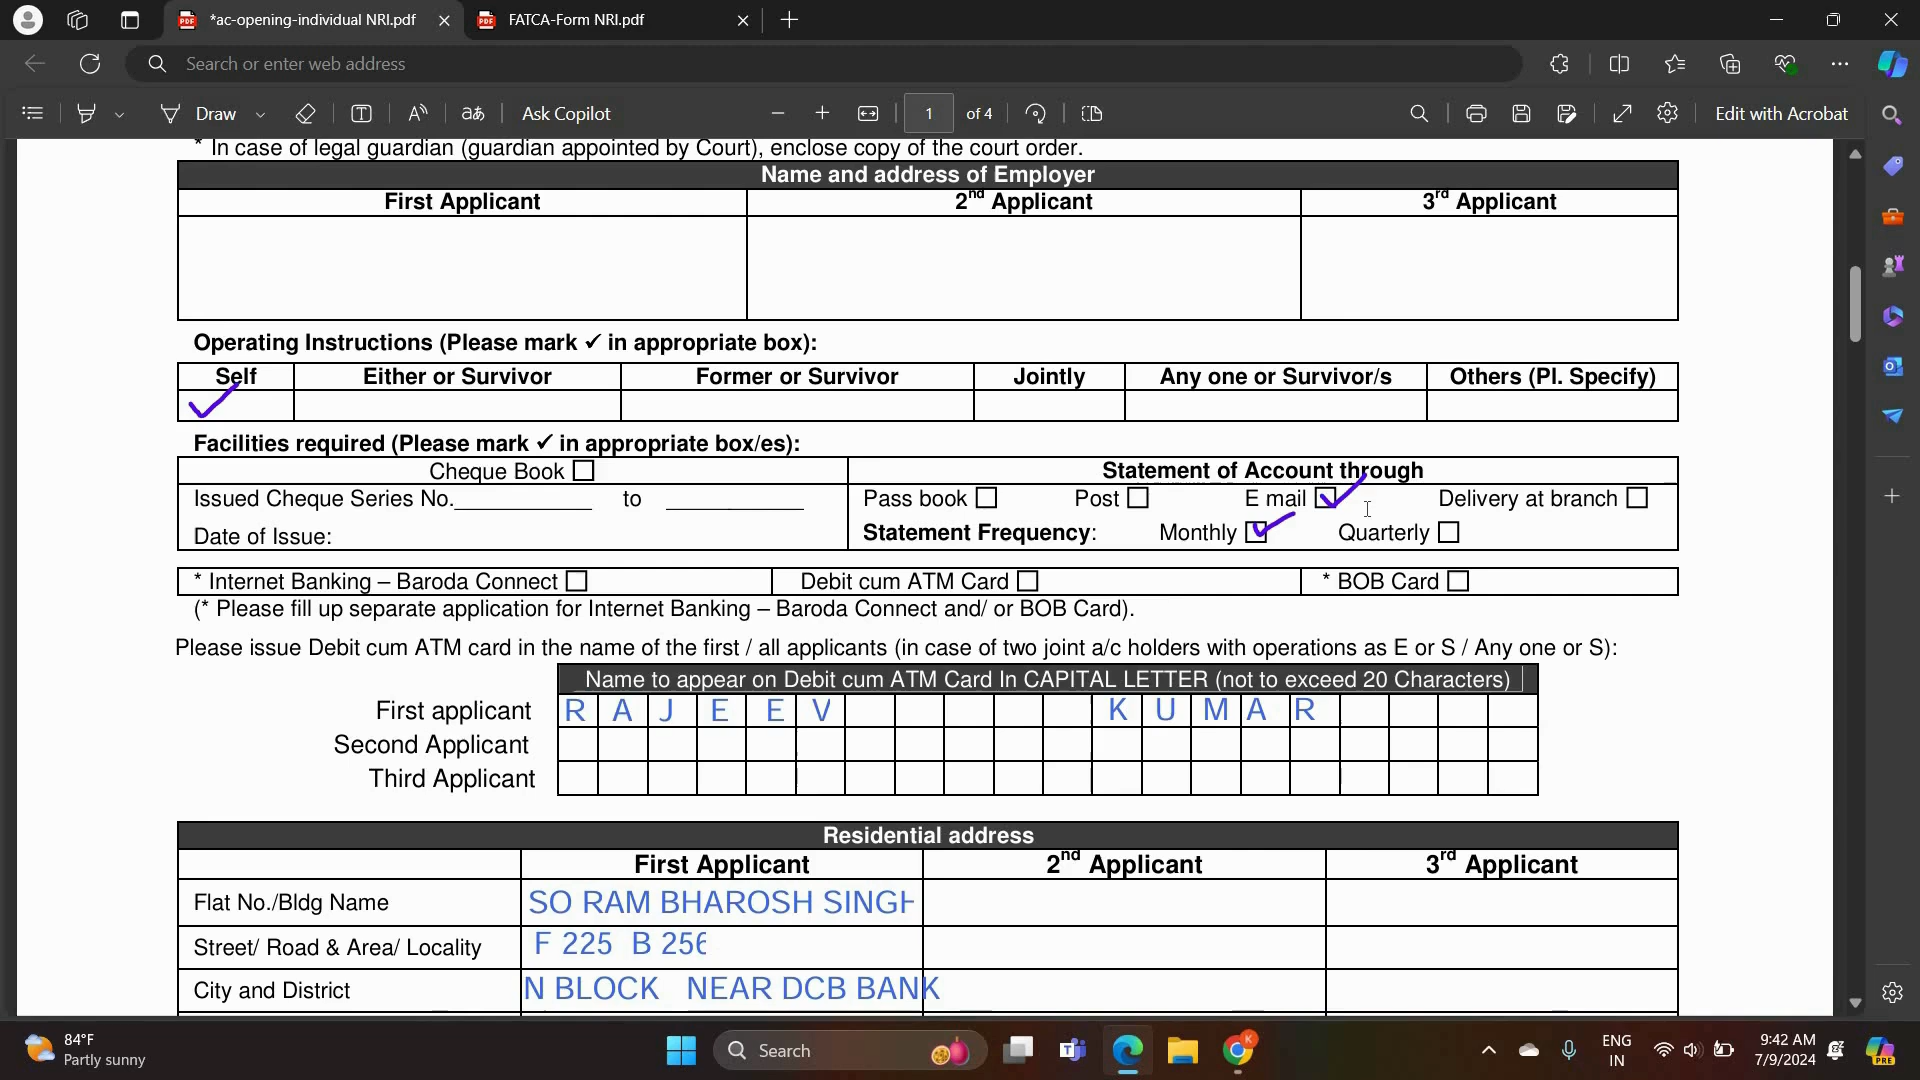 *ac-opening-individual NRI.pdf
FATCA-Form NRI.pdf
Search or enter web address
Draw
Ask Copilot
1 of 4
Edit with Acrobat
* In case of legal guardian (guardian appointed by Court), enclose copy of the court order.
Name and address of Employer
First Applicant 2nd Applicant 3rd Applicant
Operating Instructions (Please mark ✓ in appropriate box):
Self Either or Survivor Former or Survivor Jointly Any one or Survivor/s Others (Pl. Specify)
Facilities required (Please mark ✓ in appropriate box/es):
Cheque Book Statement of Account through
Issued Cheque Series No.___________ to ___________ Pass book Post E mail Delivery at branch
Date of Issue: Statement Frequency: Monthly Quarterly
* Internet Banking – Baroda Connect Debit cum ATM Card * BOB Card
(* Please fill up separate application for Internet Banking – Baroda Connect and/ or BOB Card).
Please issue Debit cum ATM card in the name of the first / all applicants (in case of two joint a/c holders with operations as E or S / Any one or S):
Name to appear on Debit cum ATM Card In CAPITAL LETTER (not to exceed 20 Characters)
First applicant R A J E E V K U M A R
Second Applicant
Third Applicant
Residential address
First Applicant 2nd Applicant 3rd Applicant
Flat No./Bldg Name SO RAM BHAROSH SINGH
Street/ Road & Area/ Locality F 225 B 256
City and District N BLOCK NEAR DCB BANK
84°F
Partly sunny
Search
ENG
IN
9:42 AM
7/9/2024
PRE